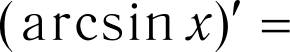 (arcsin x)′ =